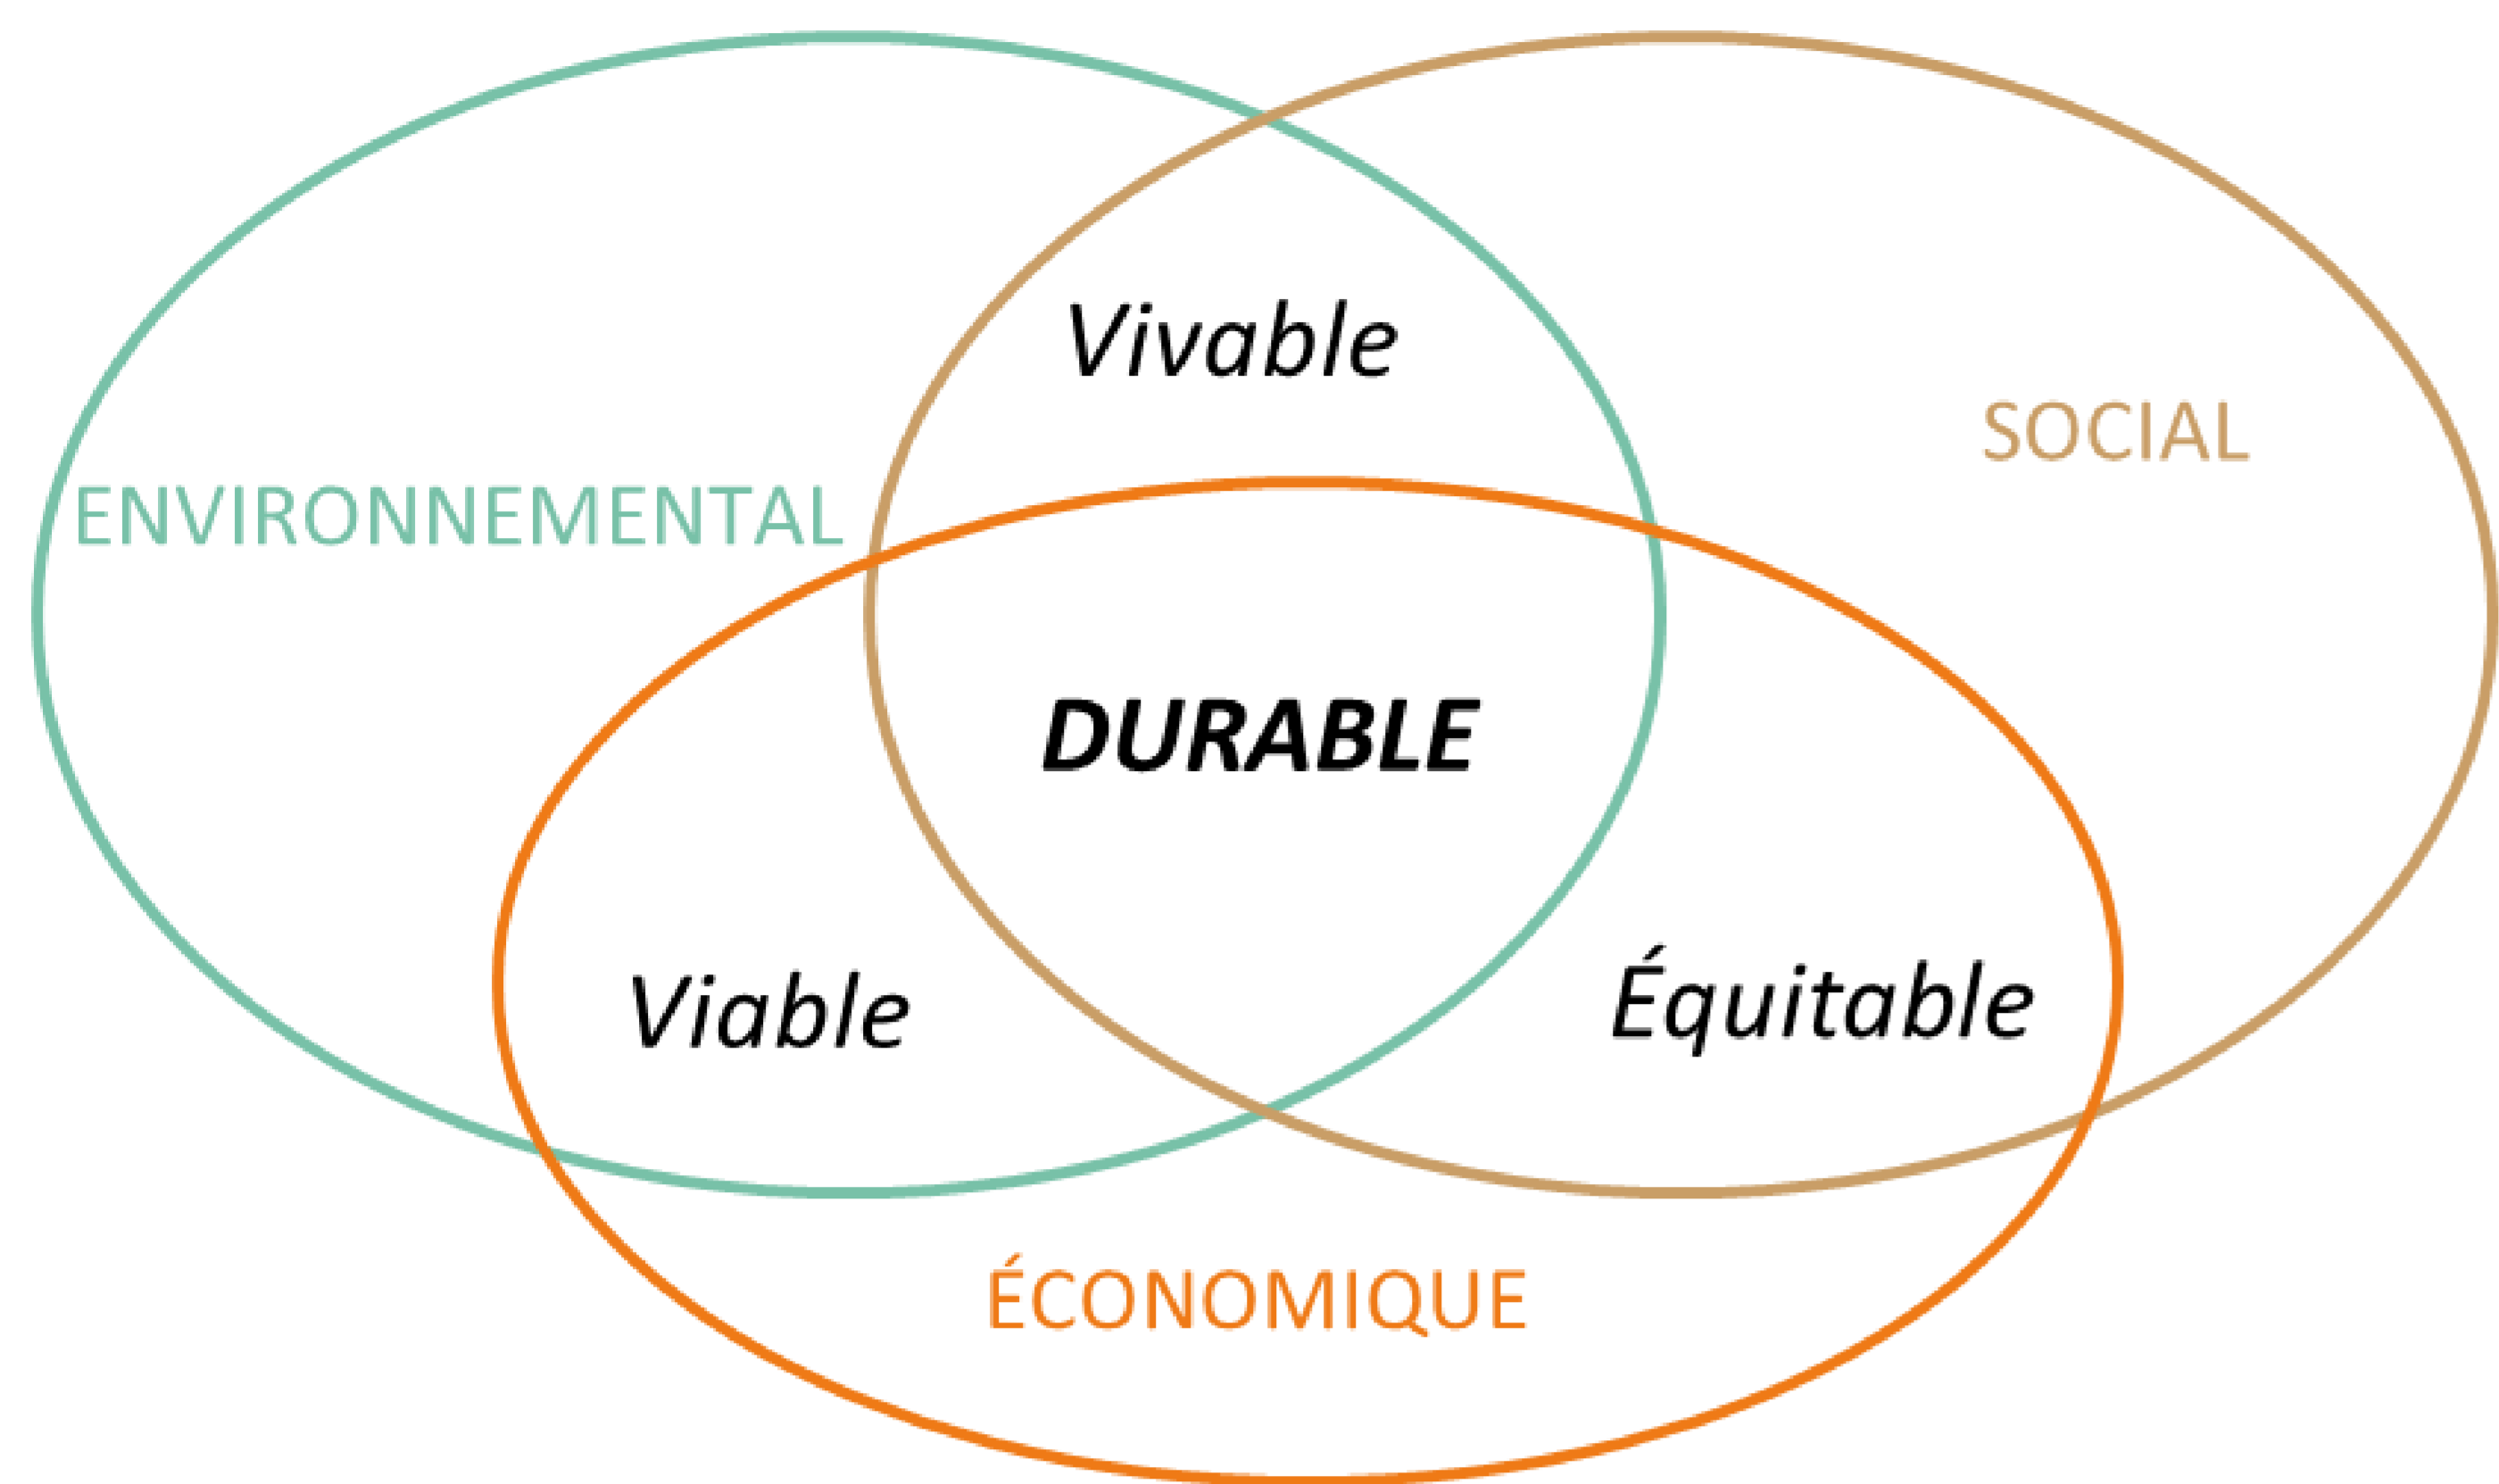 Vivable
SOCIAL
ENVIRONNEMENTAL
DURABLE
Viable
Équitable
ÉCONOMIQUE